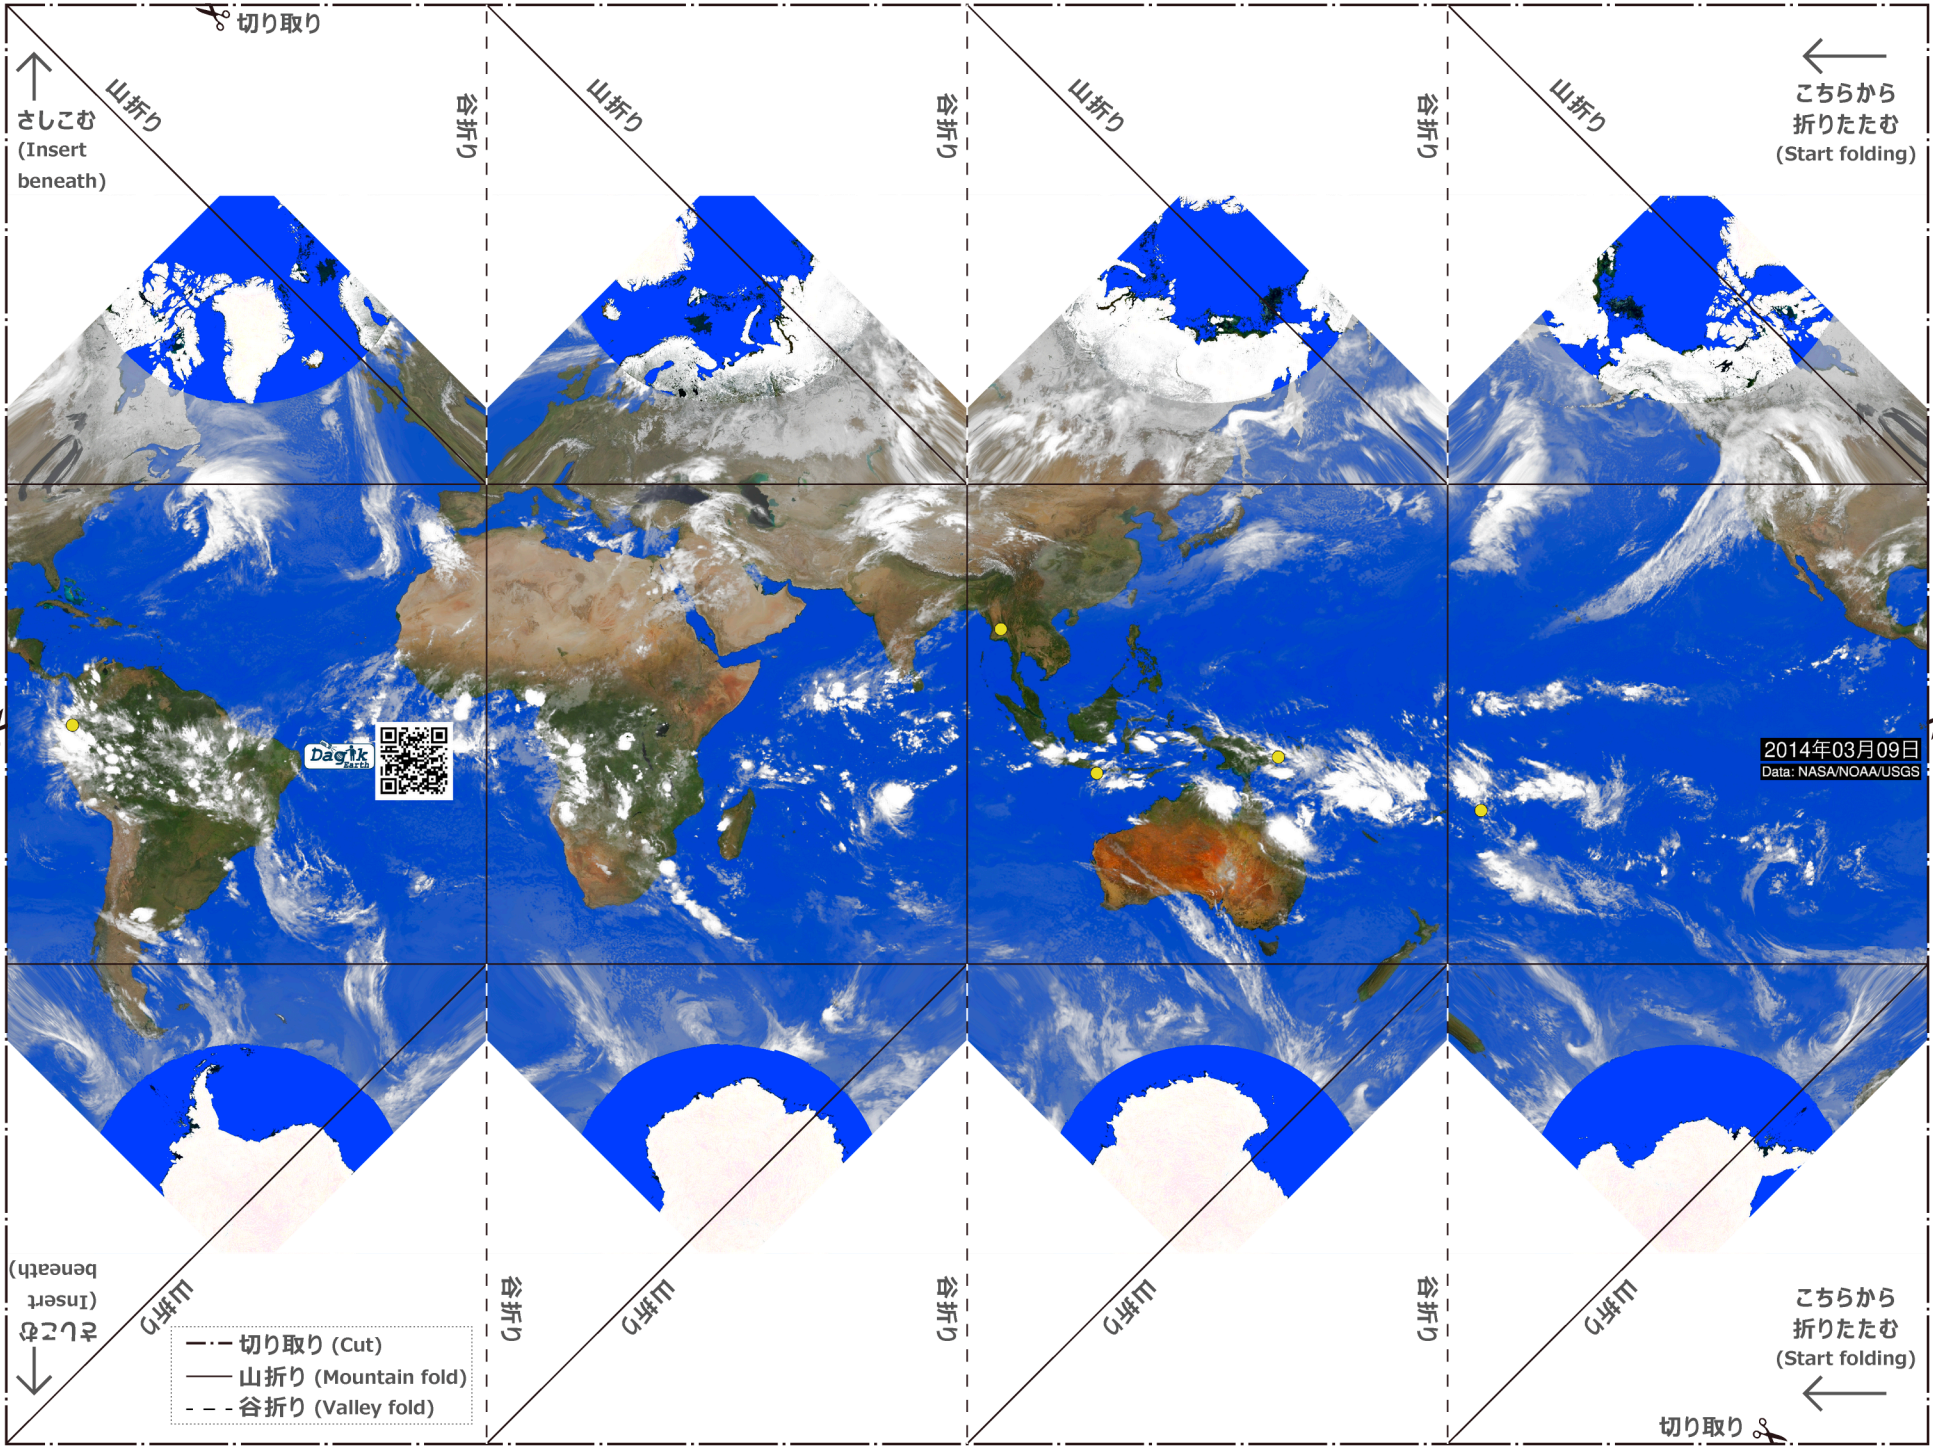 切り取り
山折り
谷折り
山折り
谷折り
山折り
谷折り
山折り
さしこむ
(Insert
beneath)
こちらから
折りたたむ
(Start folding)
Dagik
Earth
2014年03月09日
Data: NASA/NOAA/USGS
さしこむ
(Insert
beneath)
山折り
谷折り
山折り
谷折り
山折り
谷折り
山折り
こちらから
折りたたむ
(Start folding)
切り取り (Cut)
山折り (Mountain fold)
谷折り (Valley fold)
切り取り